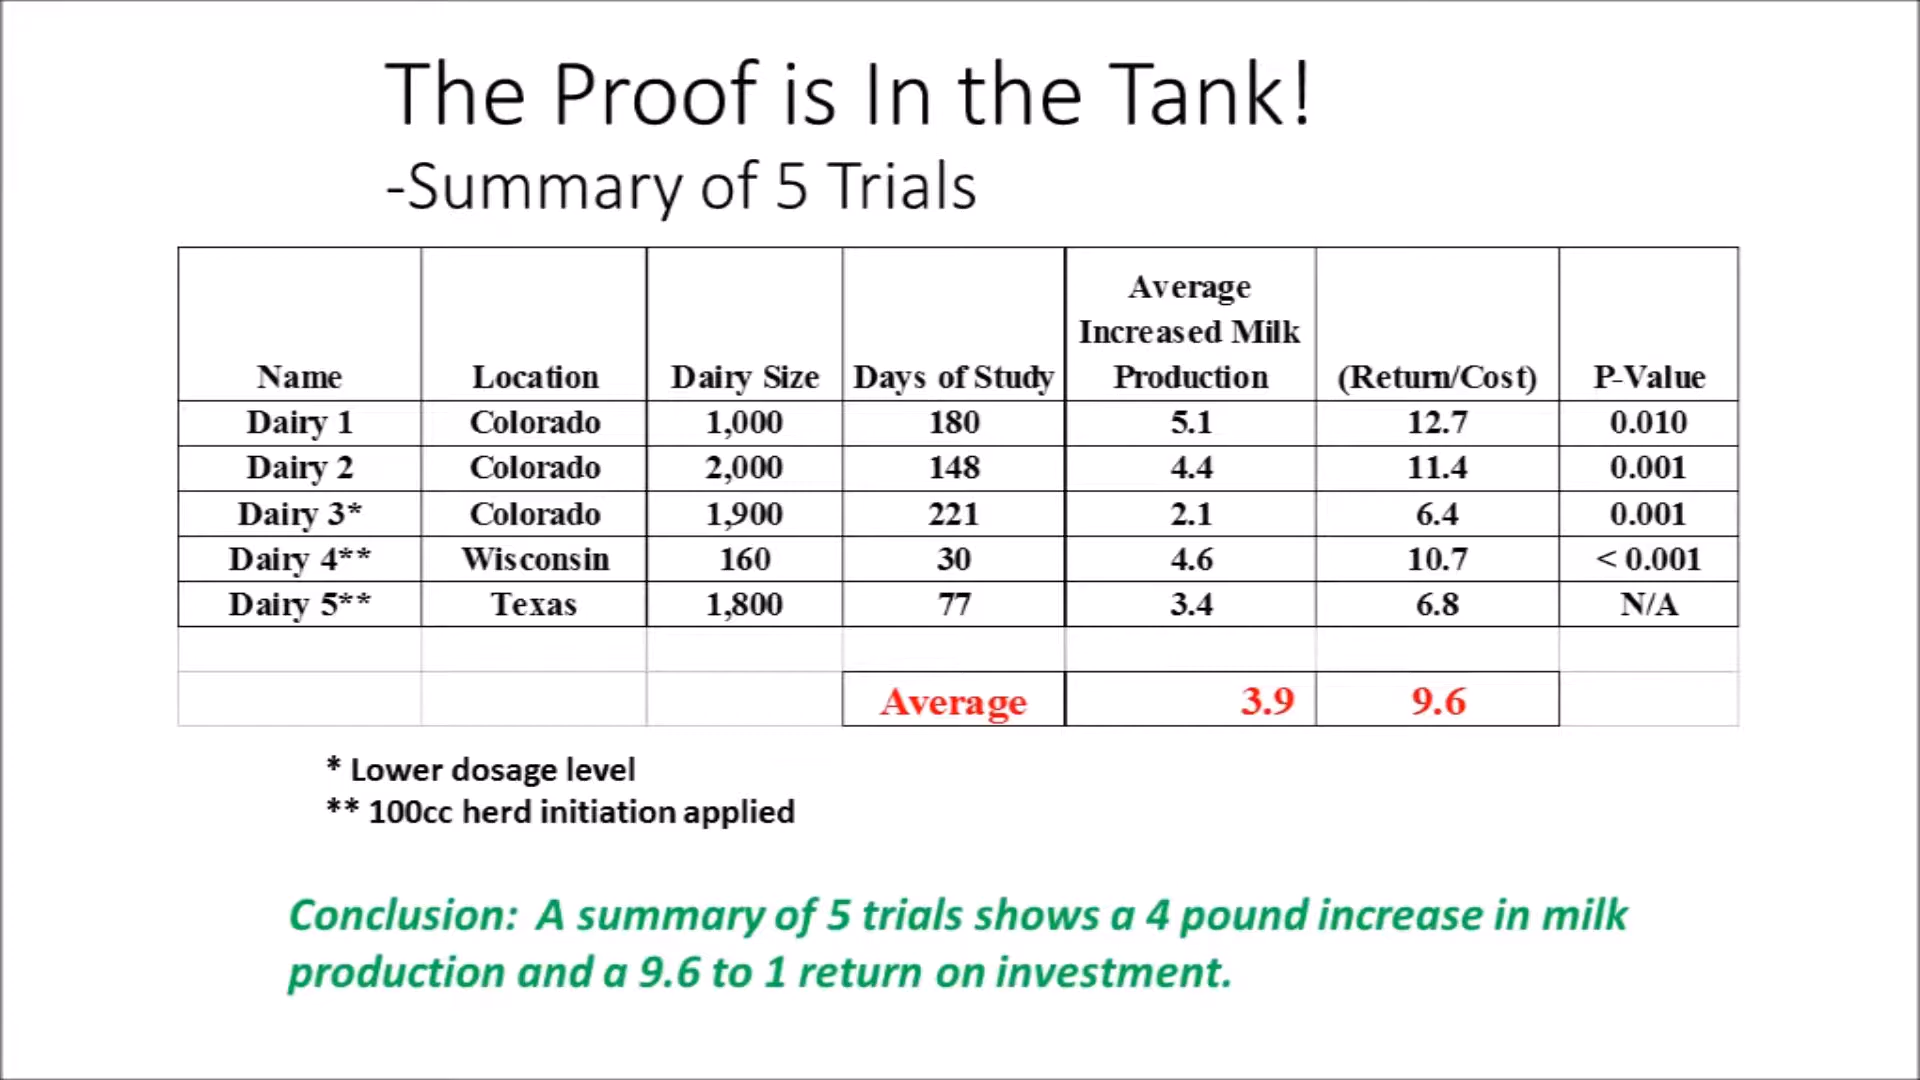 The Proof is In the Tank!
-Summary of 5 Trials
Name Location Dairy Size Days of Study Average Increased Milk Production (Return/Cost) P-Value
Dairy 1 Colorado 1,000 180 5.1 12.7 0.010
Dairy 2 Colorado 2,000 148 4.4 11.4 0.001
Dairy 3* Colorado 1,900 221 2.1 6.4 0.001
Dairy 4** Wisconsin 160 30 4.6 10.7 < 0.001
Dairy 5** Texas 1,800 77 3.4 6.8 N/A
Average 3.9 9.6
* Lower dosage level
** 100cc herd initiation applied
Conclusion: A summary of 5 trials shows a 4 pound increase in milk
production and a 9.6 to 1 return on investment.